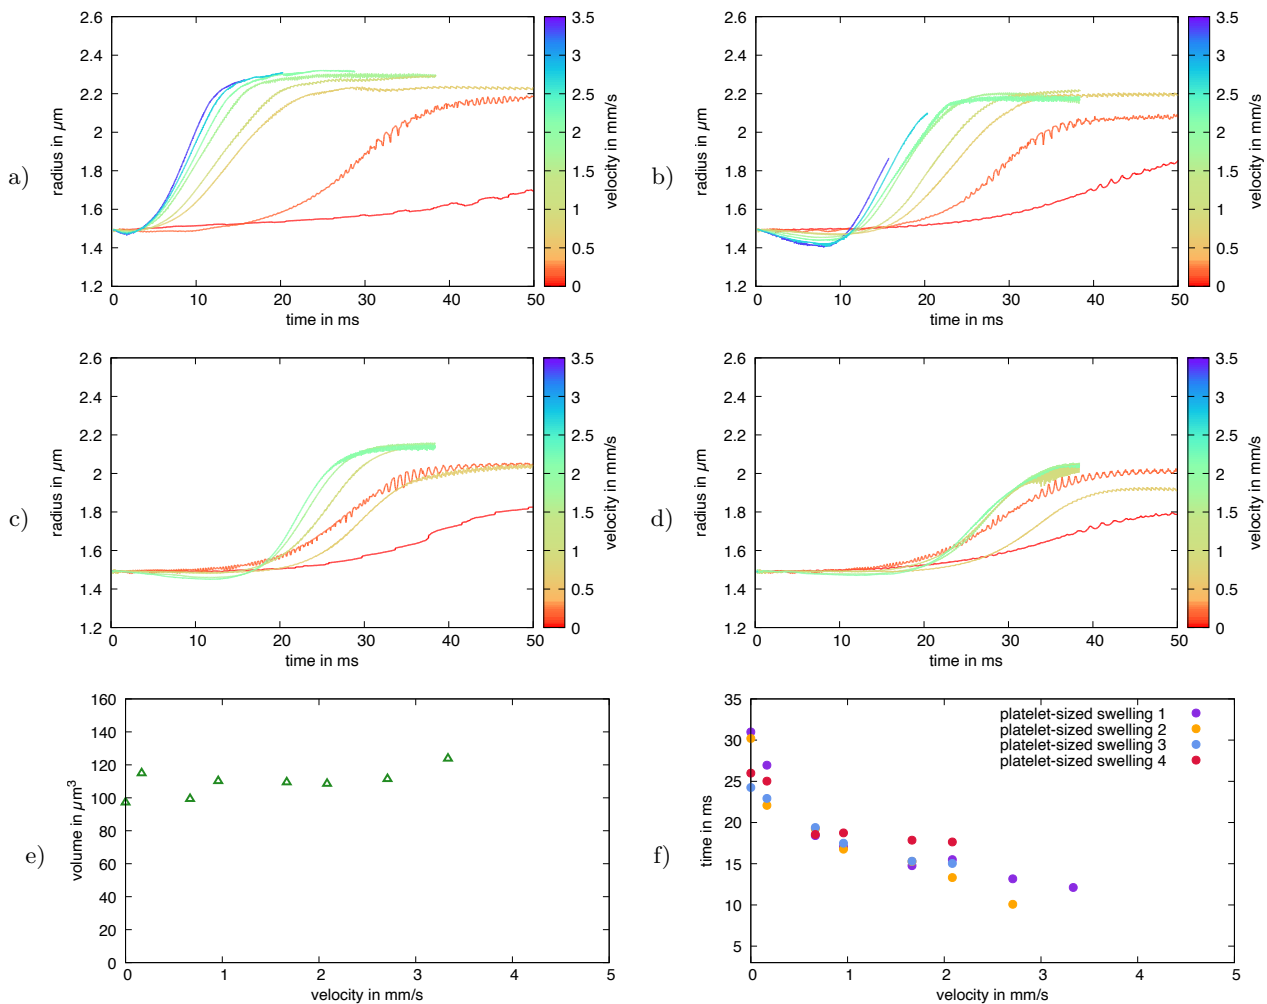 a)
radius in µm
2.6
2.4
2.2
2
1.8
1.6
1.4
1.2
0 10 20 30 40 50
time in ms
3.5
3
2.5
2
1.5
1
0.5
0
velocity in mm/s
b)
radius in µm
2.6
2.4
2.2
2
1.8
1.6
1.4
1.2
0 10 20 30 40 50
time in ms
3.5
3
2.5
2
1.5
1
0.5
0
velocity in mm/s
c)
radius in µm
2.6
2.4
2.2
2
1.8
1.6
1.4
1.2
0 10 20 30 40 50
time in ms
3.5
3
2.5
2
1.5
1
0.5
0
velocity in mm/s
d)
radius in µm
2.6
2.4
2.2
2
1.8
1.6
1.4
1.2
0 10 20 30 40 50
time in ms
3.5
3
2.5
2
1.5
1
0.5
0
velocity in mm/s
e)
volume in µm³
160
140
120
100
80
60
40
20
0
0 1 2 3 4 5
velocity in mm/s
f)
time in ms
35
30
25
20
15
10
5
0 1 2 3 4 5
velocity in mm/s
platelet-sized swelling 1
platelet-sized swelling 2
platelet-sized swelling 3
platelet-sized swelling 4